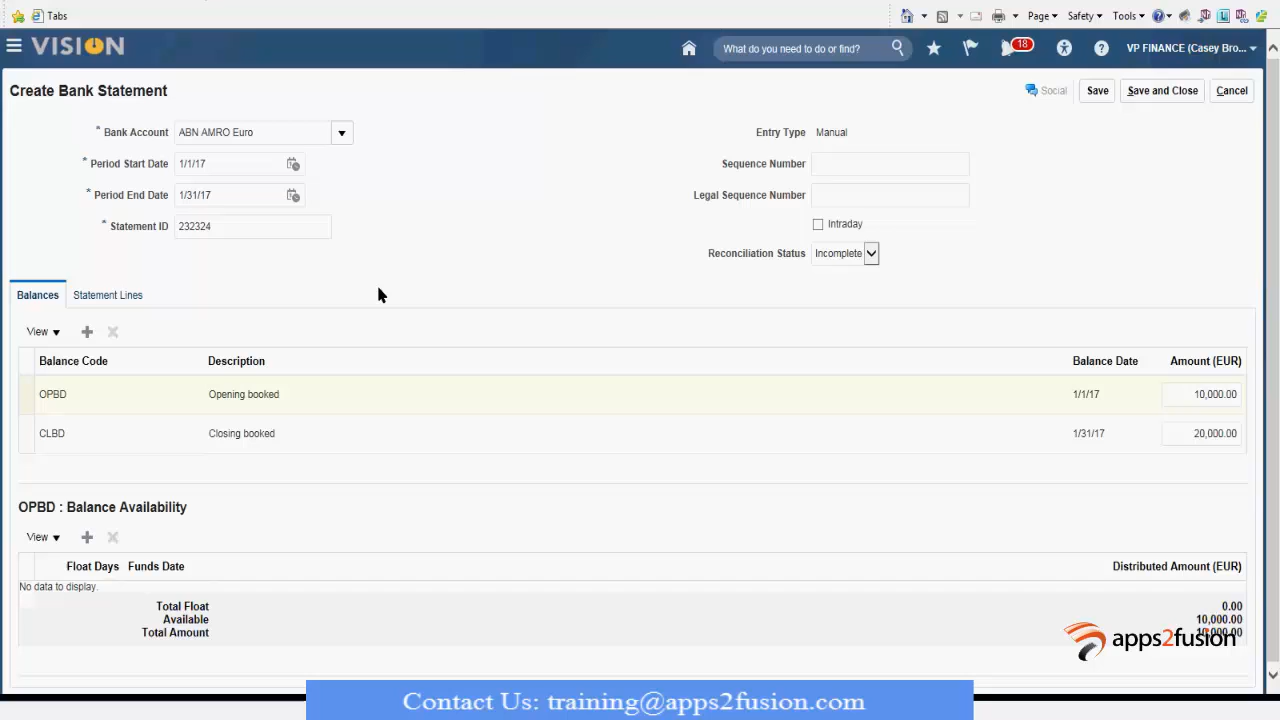 Tabs
Page Safety Tools
VISION What do you need to do or find? 18 VP FINANCE (Casey Bro...
Create Bank Statement Social Save Save and Close Cancel
* Bank Account ABN AMRO Euro Entry Type Manual
* Period Start Date 1/1/17 Sequence Number
* Period End Date 1/31/17 Legal Sequence Number
* Statement ID 232324 Intraday
Reconciliation Status Incomplete
Balances Statement Lines
View
Balance Code Description Balance Date Amount (EUR)
OPBD Opening booked 1/1/17 10,000.00
CLBD Closing booked 1/31/17 20,000.00
OPBD : Balance Availability
View
Float Days Funds Date Distributed Amount (EUR)
No data to display.
Total Float 0.00
Available 10,000.00
Total Amount 10,000.00
apps2fusion
Contact Us: training@apps2fusion.com